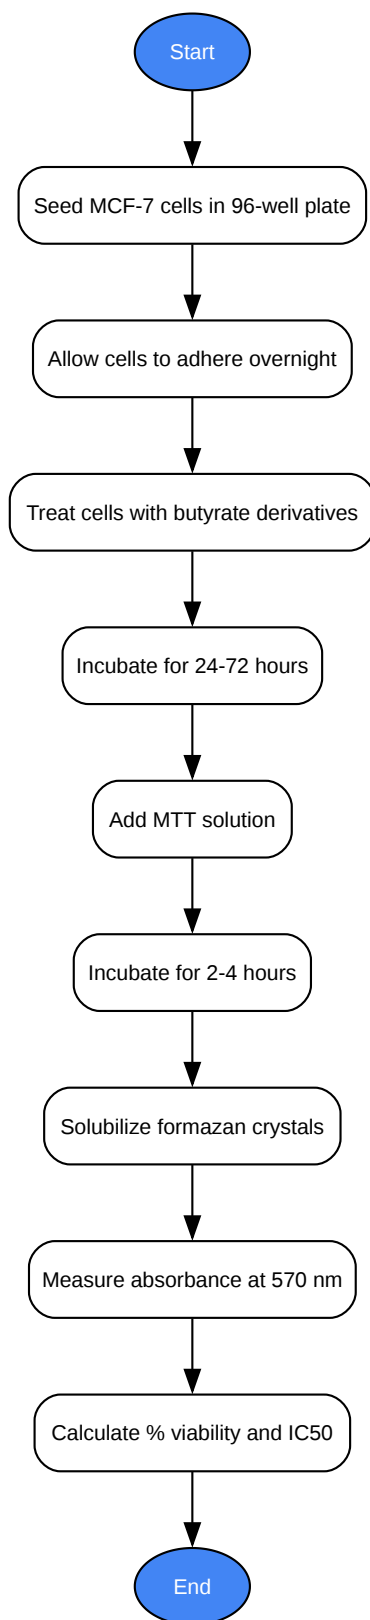 Start
Seed MCF-7 cells in 96-well plate
Allow cells to adhere overnight
Treat cells with butyrate derivatives
Incubate for 24-72 hours
Add MTT solution
Incubate for 2-4 hours
Solubilize formazan crystals
Measure absorbance at 570 nm
Calculate % viability and IC50
End